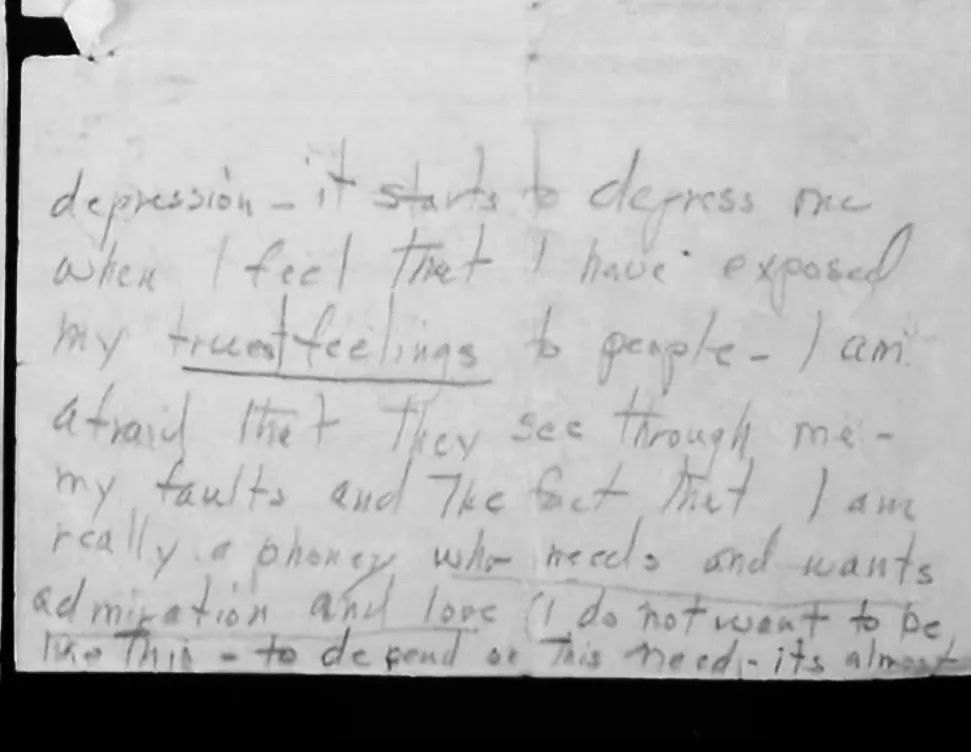 depression - it starts to depress me
when I feel that I have exposed
my truest feelings to people - I am
afraid that they see through me -
my faults and the fact that I am
really a phoney who needs and wants
admiration and love (I do not want to be
like this - to depend on this need - its almost